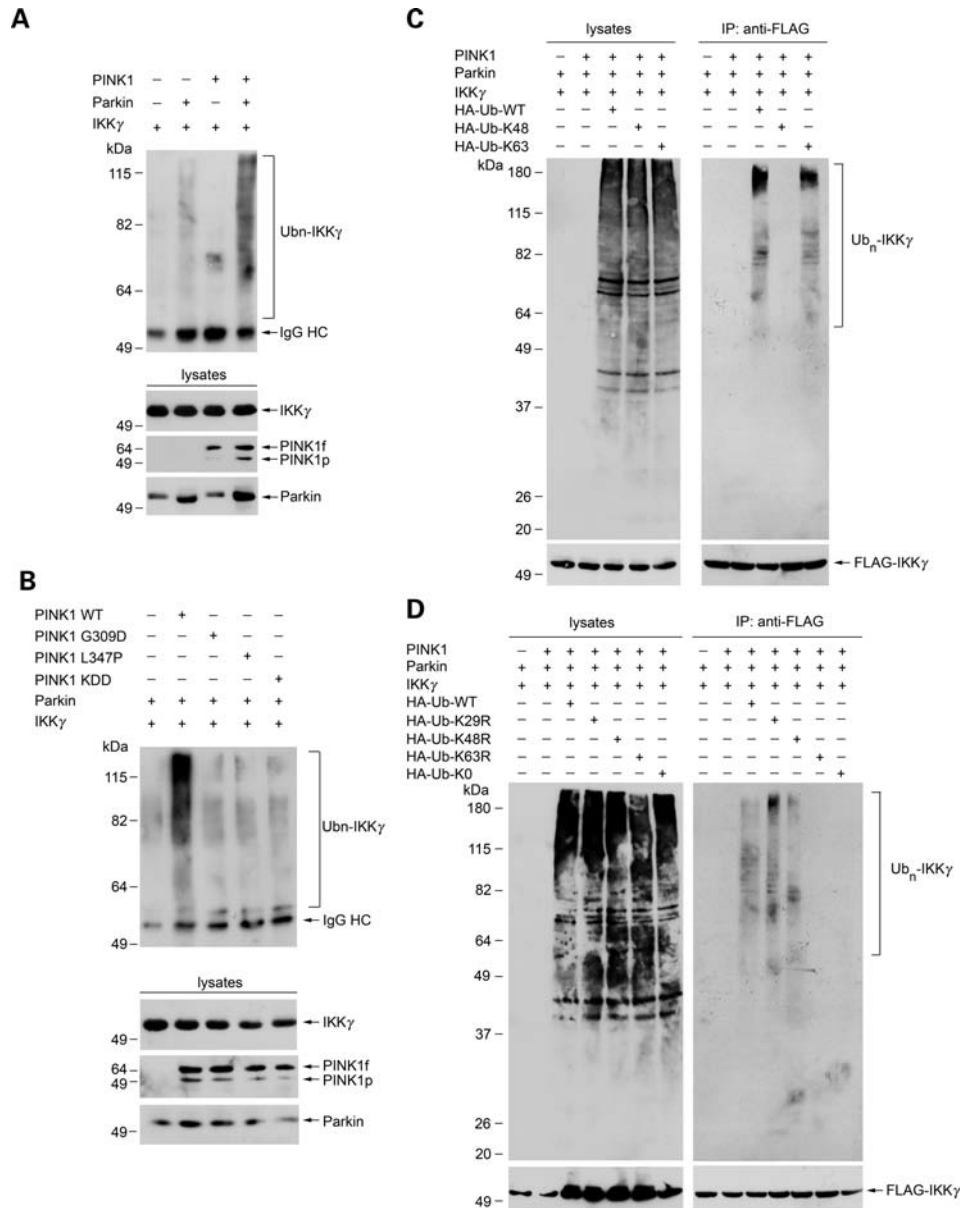 A
PINK1 – – + +
Parkin – + – +
IKKγ + + + +
kDa
115
82
64
49
Ubn-IKKγ
IgG HC
lysates
49
IKKγ
64
49
PINK1f
PINK1p
49
Parkin
B
PINK1 WT – + – – –
PINK1 G309D – – + – –
PINK1 L347P – – – + –
PINK1 KDD – – – – +
Parkin + + + + +
IKKγ + + + + +
kDa
115
82
64
49
Ubn-IKKγ
IgG HC
lysates
49
IKKγ
64
49
PINK1f
PINK1p
49
Parkin
C
lysates IP: anti-FLAG
PINK1 – + + + + – + + + +
Parkin + + + + + + + + + +
IKKγ + + + + + + + + + +
HA-Ub-WT – – + – – – – + – –
HA-Ub-K48 – – – + – – – – + –
HA-Ub-K63 – – – – + – – – – +
kDa
180
115
82
64
49
37
26
20
Ubn-IKKγ
49
FLAG-IKKγ
D
lysates IP: anti-FLAG
PINK1 – + + + + + + – + + + + + +
Parkin + + + + + + + + + + + + + +
IKKγ + + + + + + + + + + + + + +
HA-Ub-WT – – + – – – – – – + – – – –
HA-Ub-K29R – – – + – – – – – – + – – –
HA-Ub-K48R – – – – + – – – – – – + – –
HA-Ub-K63R – – – – – + – – – – – – + –
HA-Ub-K0 – – – – – – + – – – – – – +
kDa
180
115
82
64
49
37
26
20
Ubn-IKKγ
49
FLAG-IKKγ